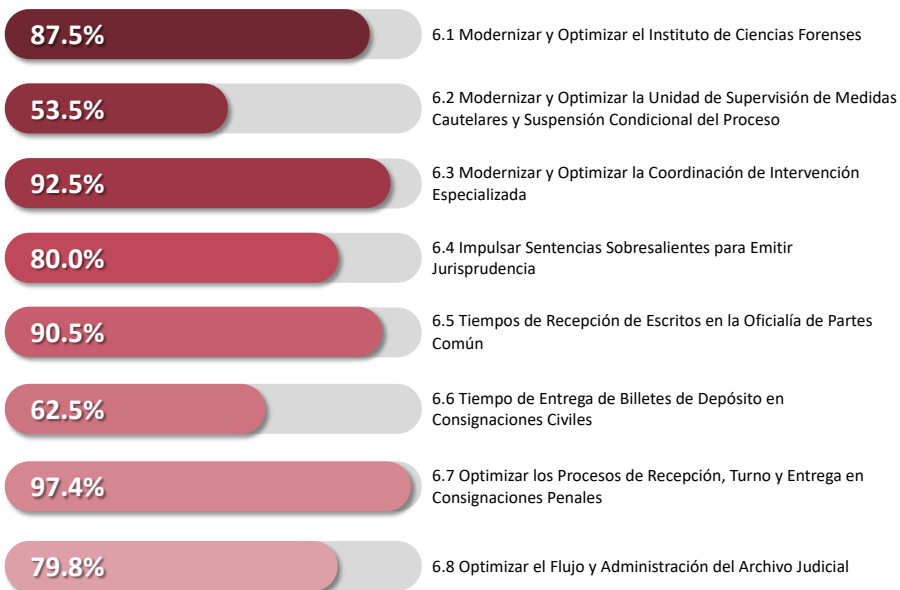 87.5%
6.1 Modernizar y Optimizar el Instituto de Ciencias Forenses
53.5%
6.2 Modernizar y Optimizar la Unidad de Supervisión de Medidas
Cautelares y Suspensión Condicional del Proceso
92.5%
6.3 Modernizar y Optimizar la Coordinación de Intervención
Especializada
80.0%
6.4 Impulsar Sentencias Sobresalientes para Emitir
Jurisprudencia
90.5%
6.5 Tiempos de Recepción de Escritos en la Oficialía de Partes
Común
62.5%
6.6 Tiempo de Entrega de Billetes de Depósito en
Consignaciones Civiles
97.4%
6.7 Optimizar los Procesos de Recepción, Turno y Entrega en
Consignaciones Penales
79.8%
6.8 Optimizar el Flujo y Administración del Archivo Judicial